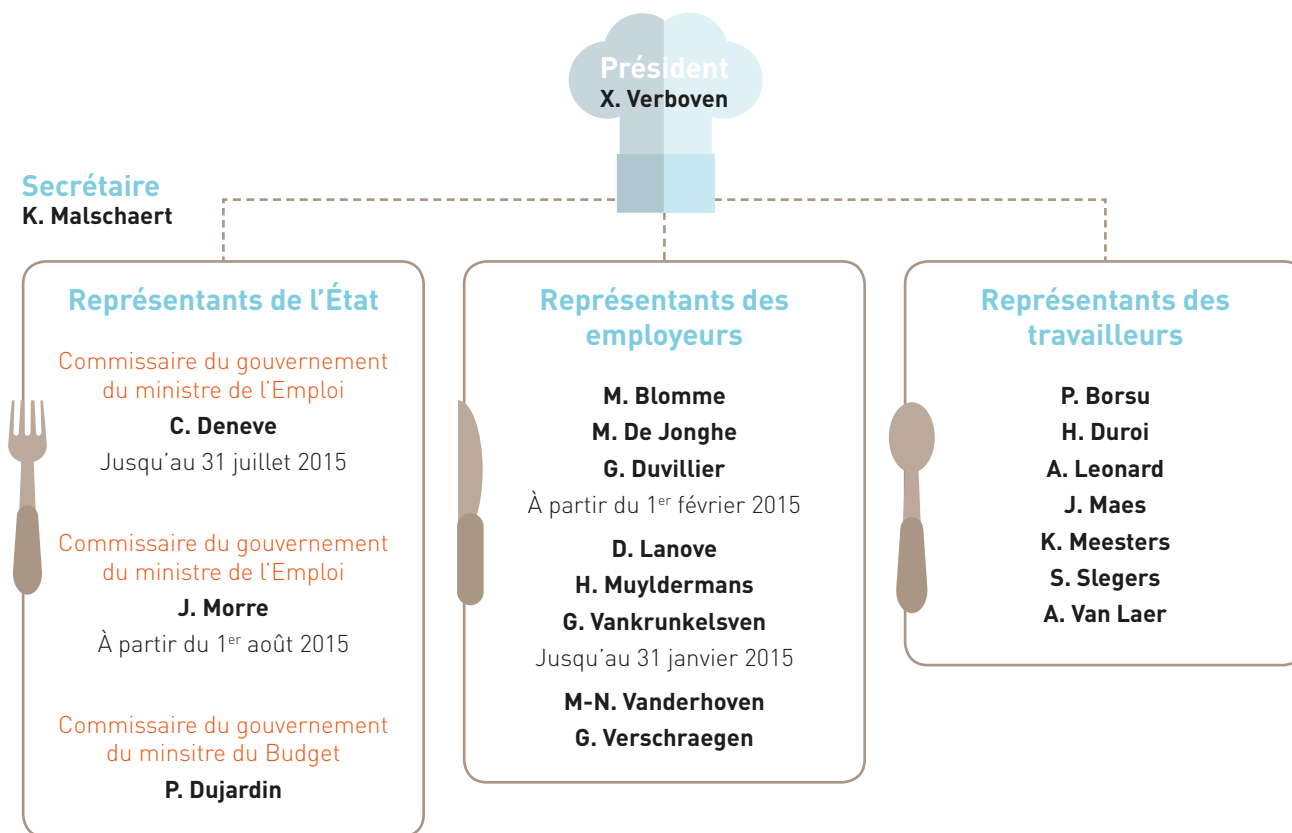 Président
X. Verboven
Secrétaire
K. Malschaert
Représentants de l'État
Commissaire du gouvernement
du ministre de l'Emploi
C. Deneve
Jusqu'au 31 juillet 2015
Commissaire du gouvernement
du ministre de l'Emploi
J. Morre
À partir du 1er août 2015
Commissaire du gouvernement
du minsitre du Budget
P. Dujardin
Représentants des
employeurs
M. Blomme
M. De Jonghe
G. Duvillier
À partir du 1er février 2015
D. Lanove
H. Muyldermans
G. Vankrunkelsven
Jusqu'au 31 janvier 2015
M-N. Vanderhoven
G. Verschraegen
Représentants des
travailleurs
P. Borsu
H. Duroi
A. Leonard
J. Maes
K. Meesters
S. Slegers
A. Van Laer